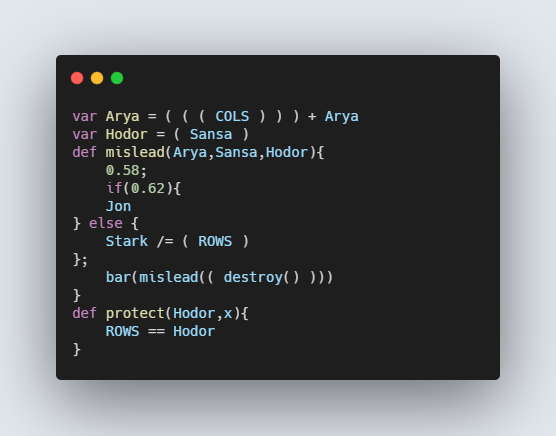 var Arya = ( ( ( COLS ) ) ) + Arya
var Hodor = ( Sansa )
def mislead(Arya,Sansa,Hodor){
    0.58;
    if(0.62){
    Jon
} else {
    Stark /= ( ROWS )
};
    bar(mislead(( destroy() )))
}
def protect(Hodor,x){
    ROWS == Hodor
}